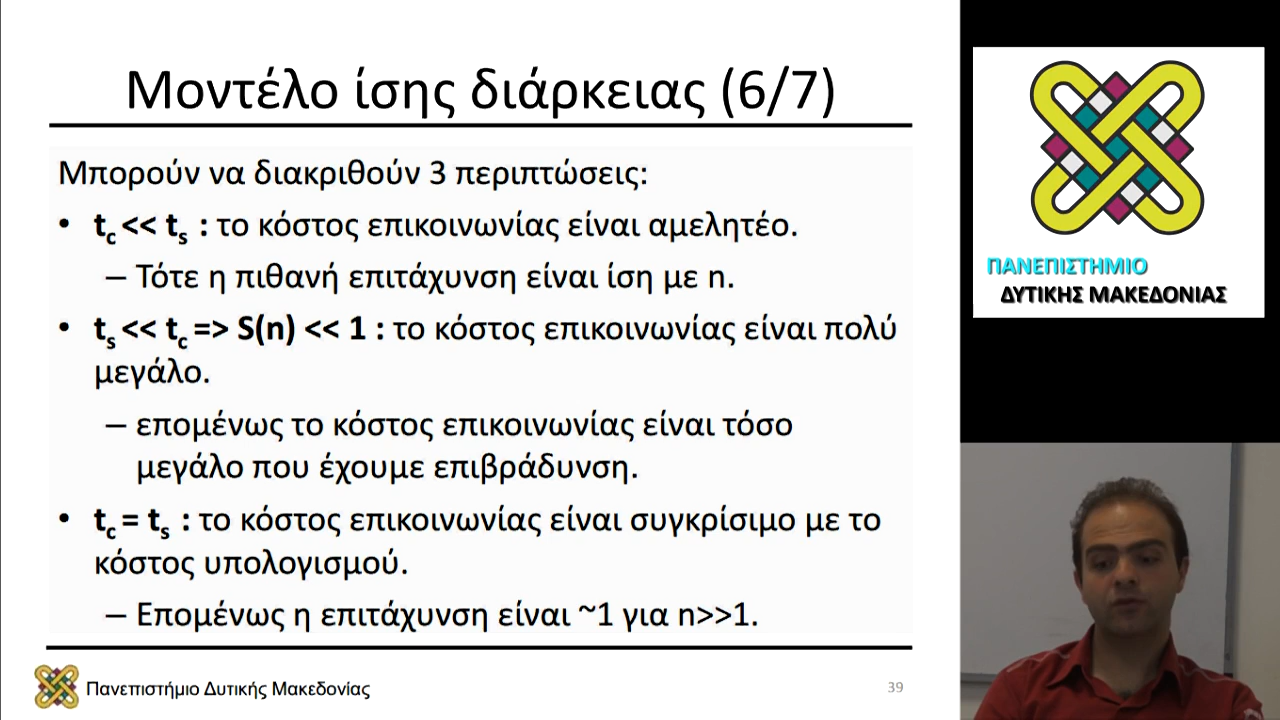 Μοντέλο ίσης διάρκειας (6/7)
Μπορούν να διακριθούν 3 περιπτώσεις:
• tc << ts : το κόστος επικοινωνίας είναι αμελητέο.
– Τότε η πιθανή επιτάχυνση είναι ίση με n.
• ts << tc => S(n) << 1 : το κόστος επικοινωνίας είναι πολύ
μεγάλο.
– επομένως το κόστος επικοινωνίας είναι τόσο
μεγάλο που έχουμε επιβράδυνση.
• tc = ts : το κόστος επικοινωνίας είναι συγκρίσιμο με το
κόστος υπολογισμού.
– Επομένως η επιτάχυνση είναι ~1 για n>>1.
Πανεπιστήμιο Δυτικής Μακεδονίας
39
ΠΑΝΕΠΙΣΤΗΜΙΟ
ΔΥΤΙΚΗΣ ΜΑΚΕΔΟΝΙΑΣ